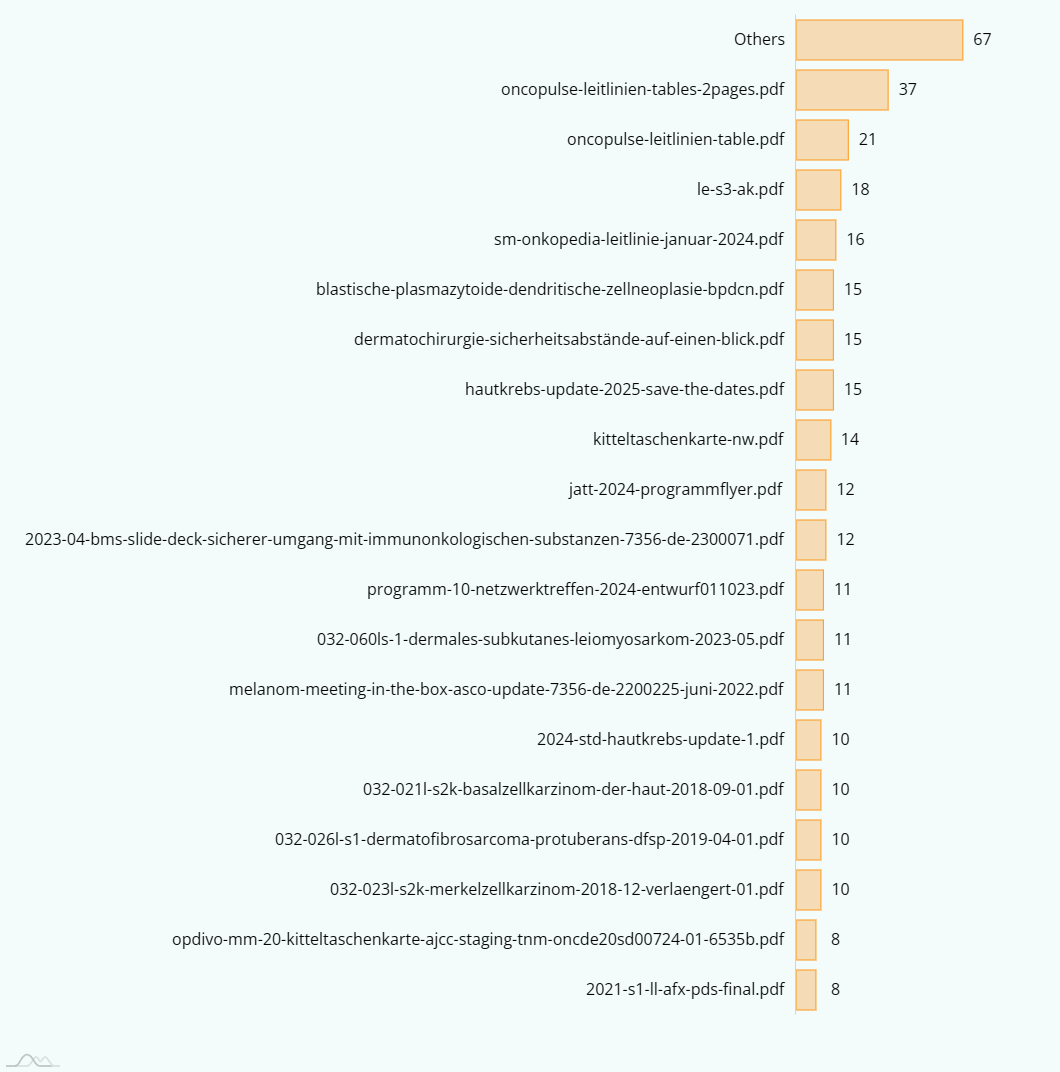 Others 67
oncopulse-leitlinien-tables-2pages.pdf 37
oncopulse-leitlinien-table.pdf 21
le-s3-ak.pdf 18
sm-onkopedia-leitlinie-januar-2024.pdf 16
blastische-plasmazytoide-dendritische-zellneoplasie-bpdcn.pdf 15
dermatochirurgie-sicherheitsabstände-auf-einen-blick.pdf 15
hautkrebs-update-2025-save-the-dates.pdf 15
kitteltaschenkarte-nw.pdf 14
jatt-2024-programmflyer.pdf 12
2023-04-bms-slide-deck-sicherer-umgang-mit-immunonkologischen-substanzen-7356-de-2300071.pdf 12
programm-10-netzwerktreffen-2024-entwurf011023.pdf 11
032-060ls-1-dermales-subkutanes-leiomyosarkom-2023-05.pdf 11
melanom-meeting-in-the-box-asco-update-7356-de-2200225-juni-2022.pdf 11
2024-std-hautkrebs-update-1.pdf 10
032-021l-s2k-basalzellkarzinom-der-haut-2018-09-01.pdf 10
032-026l-s1-dermatofibrosarcoma-protuberans-dfsp-2019-04-01.pdf 10
032-023l-s2k-merkelzellkarzinom-2018-12-verlaengert-01.pdf 10
opdivo-mm-20-kitteltaschenkarte-ajcc-staging-tnm-oncde20sd00724-01-6535b.pdf 8
2021-s1-ll-afx-pds-final.pdf 8